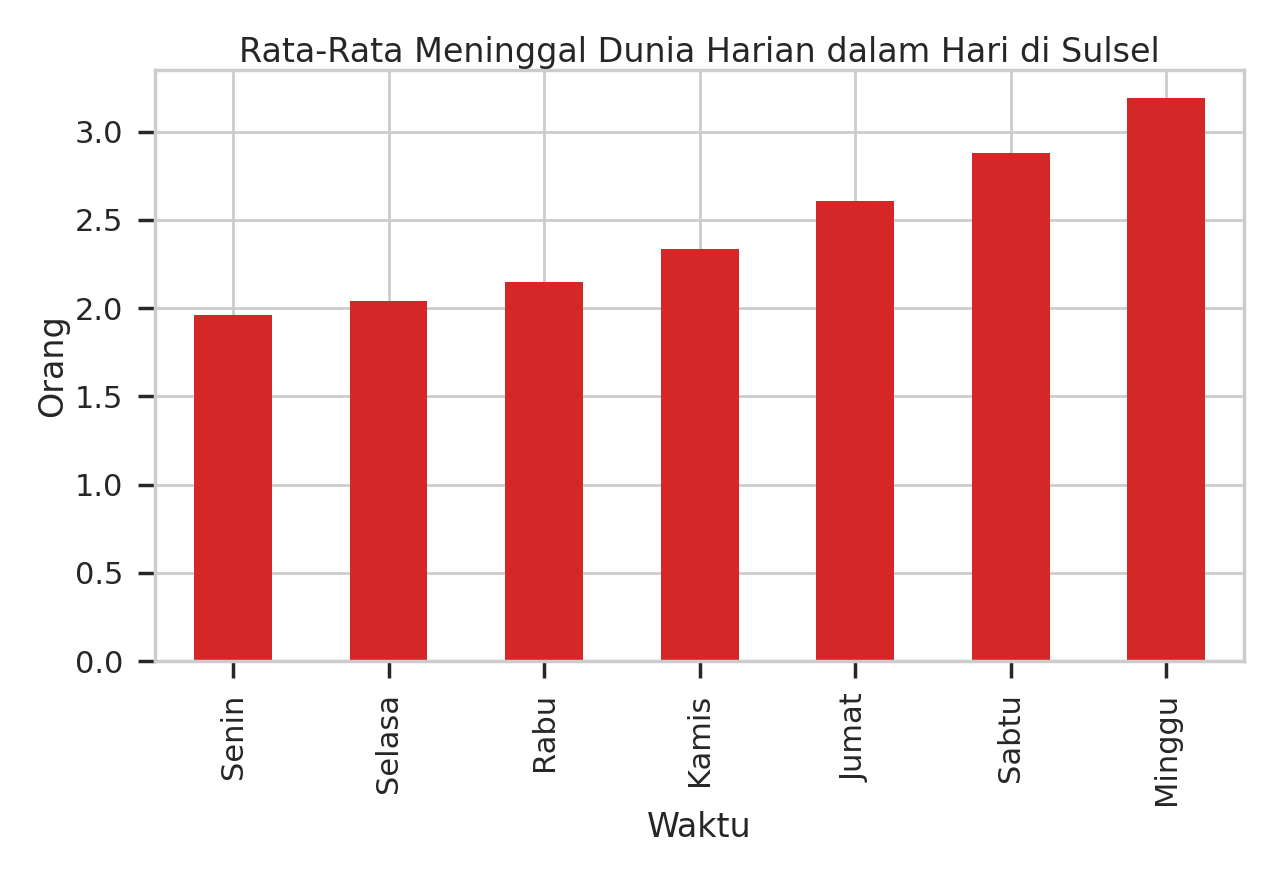 Rata-Rata Meninggal Dunia Harian dalam Hari di Sulsel
Orang
3.0
2.5
2.0
1.5
1.0
0.5
0.0
Senin
Selasa
Rabu
Kamis
Jumat
Sabtu
Minggu
Waktu